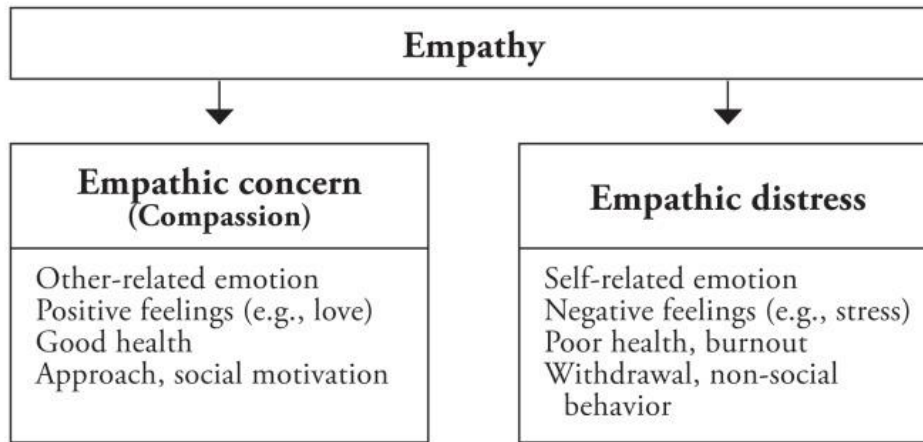 Empathy
Empathic concern
(Compassion)
Other-related emotion
Positive feelings (e.g., love)
Good health
Approach, social motivation
Empathic distress
Self-related emotion
Negative feelings (e.g., stress)
Poor health, burnout
Withdrawal, non-social
behavior